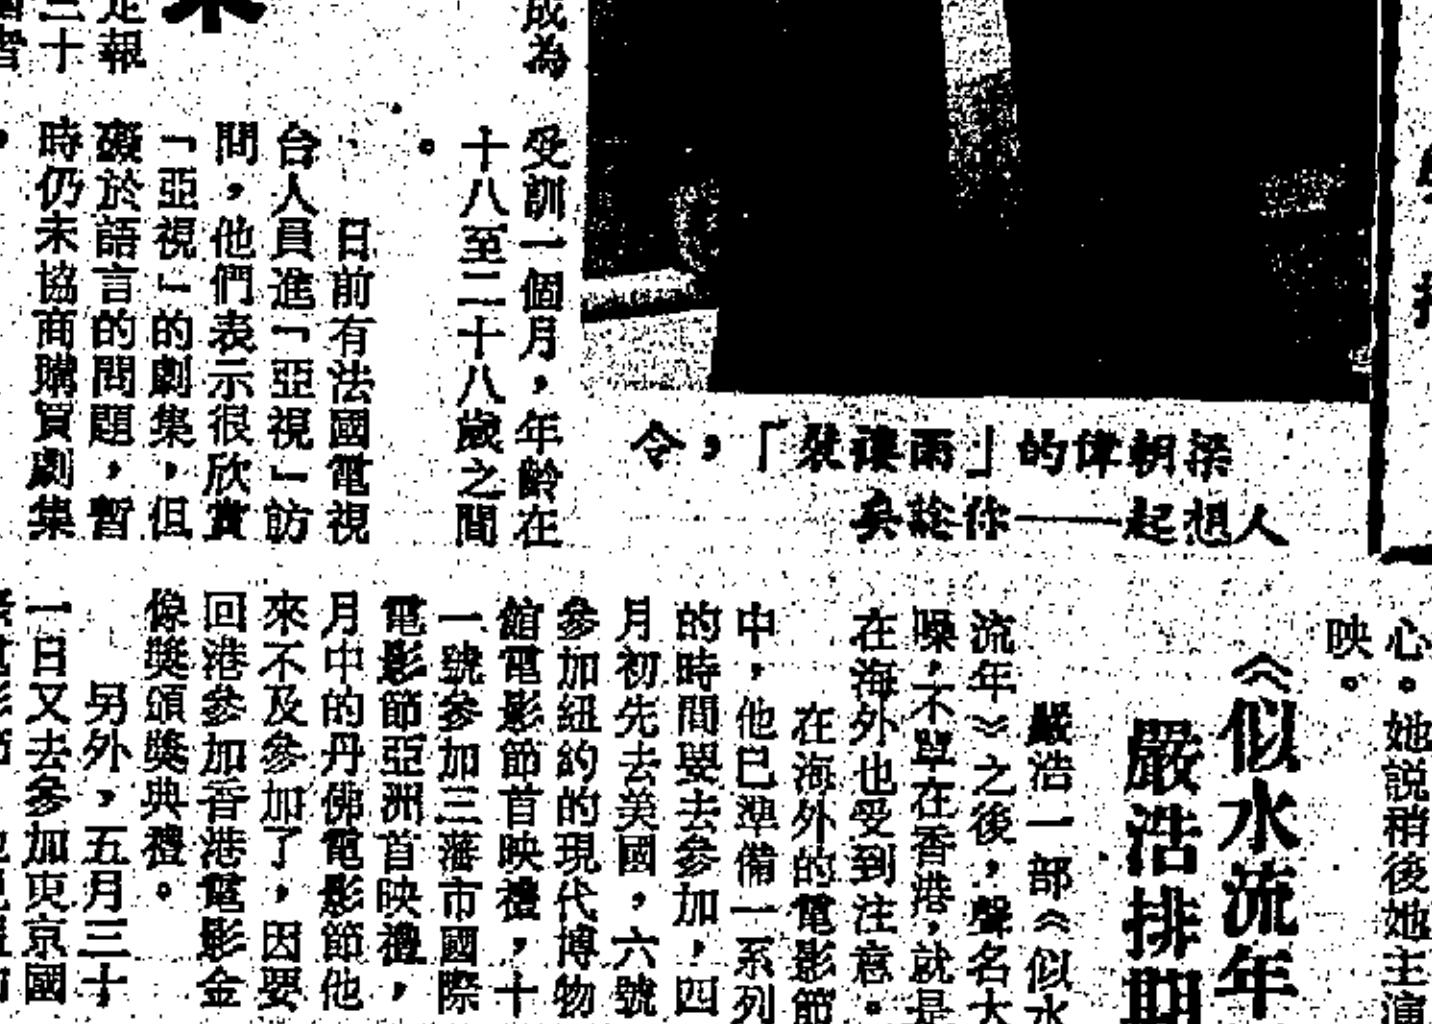 成為
受訓一個月，年齡在
十八至二十八歲之間
。
日前有法國電視
台人員進「亞視」訪
問，他們表示很欣賞
「亞視」的劇集，但
礙於語言的問題，暫
時仍未協商購買劇集
，
走報
三十
梁朝偉的「雨褸裝」，令
人想起——你發矣
心。她說稍後她主演
映。
《似水流年
嚴浩排期
嚴浩一部《似水
流年》之後，聲名大
噪，不單在香港，就是
在海外也受到注意。
在海外的電影節
中，他已準備一系列
的時間要去參加，四
月初先去美國，六號
參加紐約的現代博物
館電影節首映禮，十
一號參加三藩市國際
電影節亞洲首映禮，
月中的丹佛電影節他
來不及參加了，因要
回港參加香港電影金
像獎頒獎典禮。
另外，五月三十
一日又去參加東京國